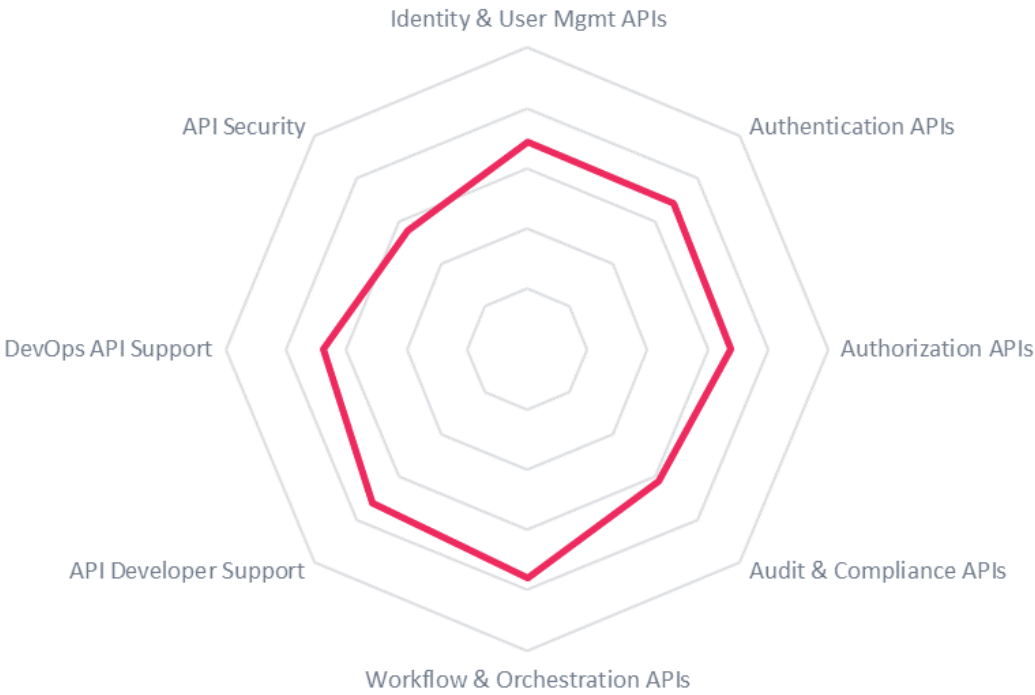 Identity & User Mgmt APIs
API Security
Authentication APIs
DevOps API Support
Authorization APIs
API Developer Support
Audit & Compliance APIs
Workflow & Orchestration APIs